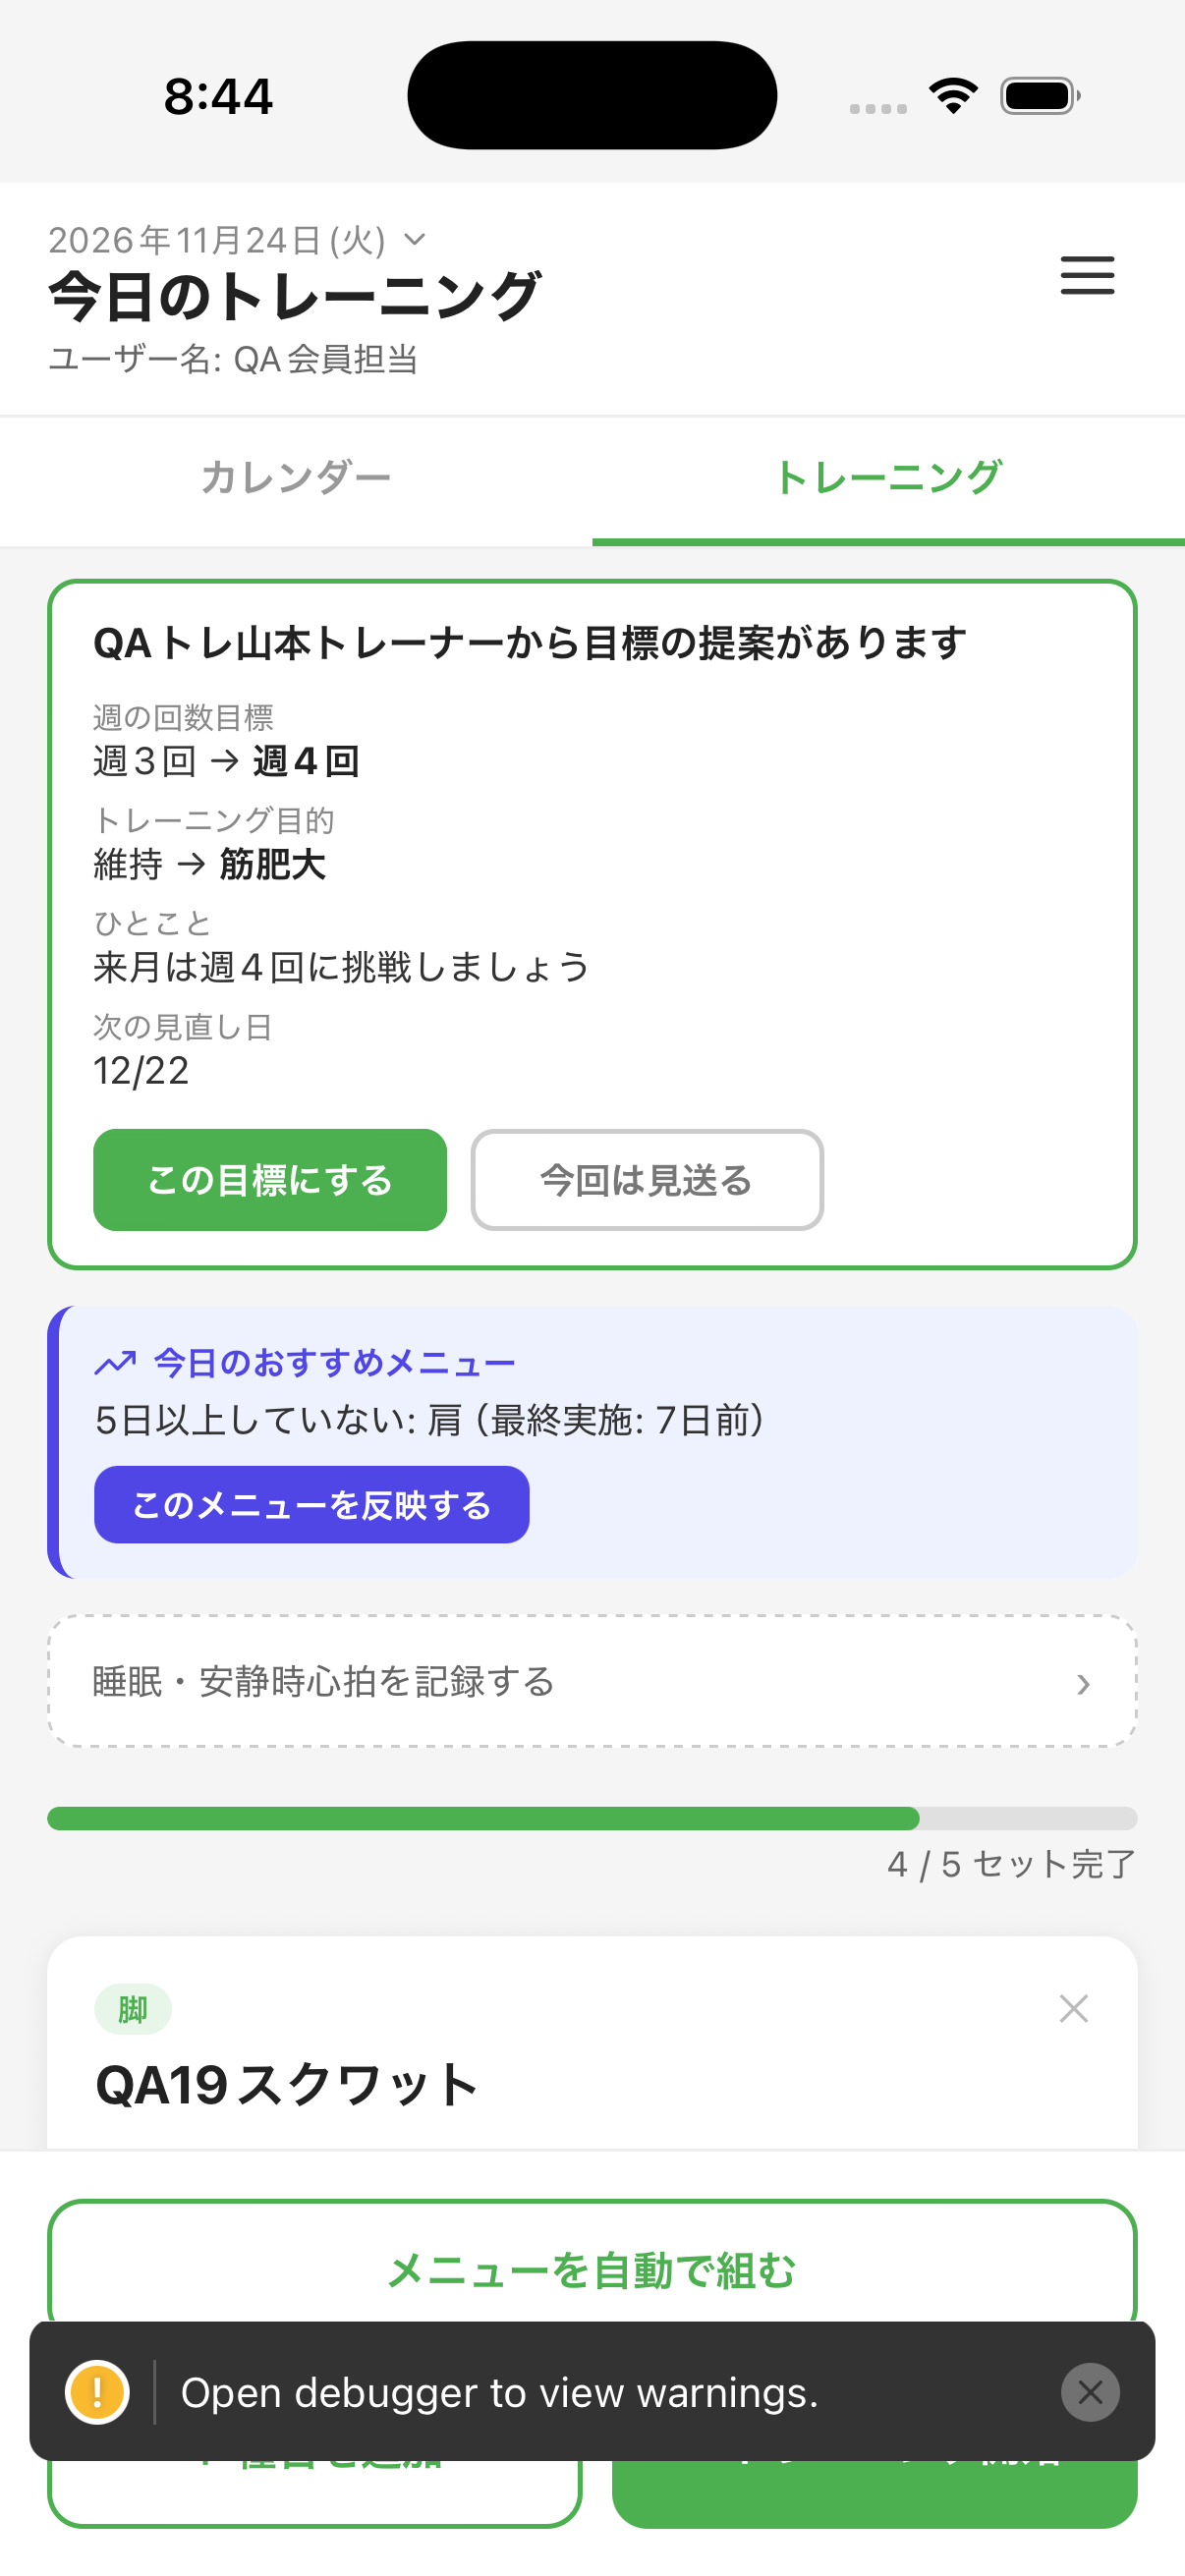 8:44
2026年11月24日(火)
今日のトレーニング
ユーザー名: QA会員担当
カレンダー
トレーニング
QAトレ山本トレーナーから目標の提案があります
週の回数目標
週3回 → 週4回
トレーニング目的
維持 → 筋肥大
ひとこと
来月は週4回に挑戦しましょう
次の見直し日
12/22
この目標にする
今回は見送る
今日のおすすめメニュー
5日以上していない: 肩（最終実施: 7日前）
このメニューを反映する
睡眠・安静時心拍を記録する
4 / 5 セット完了
脚
QA19スクワット
メニューを自動で組む
Open debugger to view warnings.